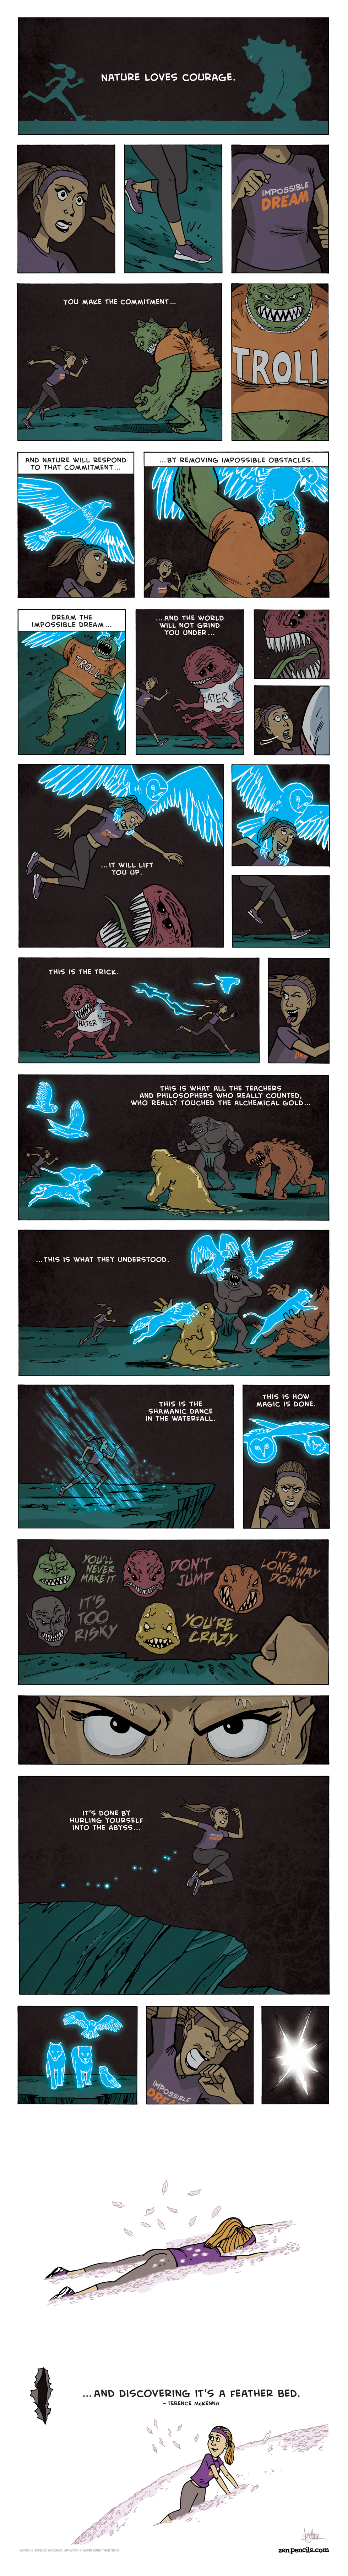 NATURE LOVES COURAGE.
IMPOSSIBLE
DREAM
YOU MAKE THE COMMITMENT...
TROLL
AND NATURE WILL RESPOND
TO THAT COMMITMENT...
...BY REMOVING IMPOSSIBLE OBSTACLES.
DREAM THE
IMPOSSIBLE DREAM...
TROLL
...AND THE WORLD
WILL NOT GRIND
YOU UNDER...
HATER
...IT WILL LIFT
YOU UP.
THIS IS THE TRICK.
HATER
THIS IS WHAT ALL THE TEACHERS
AND PHILOSOPHERS WHO REALLY COUNTED,
WHO REALLY TOUCHED THE ALCHEMICAL GOLD...
...THIS IS WHAT THEY UNDERSTOOD.
THIS IS THE
SHAMANIC DANCE
IN THE WATERFALL.
THIS IS HOW
MAGIC IS DONE.
YOU'LL
NEVER
MAKE IT
DON'T
JUMP
IT'S A
LONG WAY
DOWN
IT'S
TOO
RISKY
YOU'RE
CRAZY
IT'S DONE BY
HURLING YOURSELF
INTO THE ABYSS...
IMPOSSIBLE
DREA
...AND DISCOVERING IT'S A FEATHER BED.
- TERENCE McKENNA
zenpencils.com